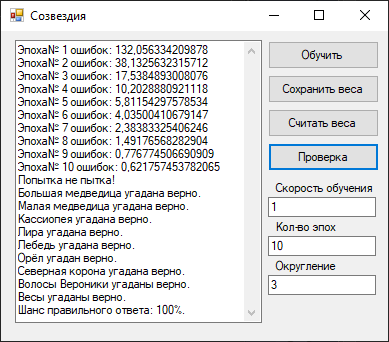 Созвездия
Эпоха№ 1 ошибок: 132,056334209878
Эпоха№ 2 ошибок: 38,1325632315712
Эпоха№ 3 ошибок: 17,5384893008076
Эпоха№ 4 ошибок: 10,2028880921118
Эпоха№ 5 ошибок: 5,81154297578534
Эпоха№ 6 ошибок: 4,03500410679147
Эпоха№ 7 ошибок: 2,38383325406246
Эпоха№ 8 ошибок: 1,49176568282904
Эпоха№ 9 ошибок: 0,776774506690909
Эпоха№ 10 ошибок: 0,621757453782065
Попытка не пытка!
Большая медведица угадана верно.
Малая медведица угадана верно.
Кассиопея угадана верно.
Лира угадана верно.
Лебедь угадана верно.
Орёл угадан верно.
Северная корона угадана верно.
Волосы Вероники угаданы верно.
Весы угаданы верно.
Шанс правильного ответа: 100%.
Обучить
Сохранить веса
Считать веса
Проверка
Скорость обучения
1
Кол-во эпох
10
Округление
3